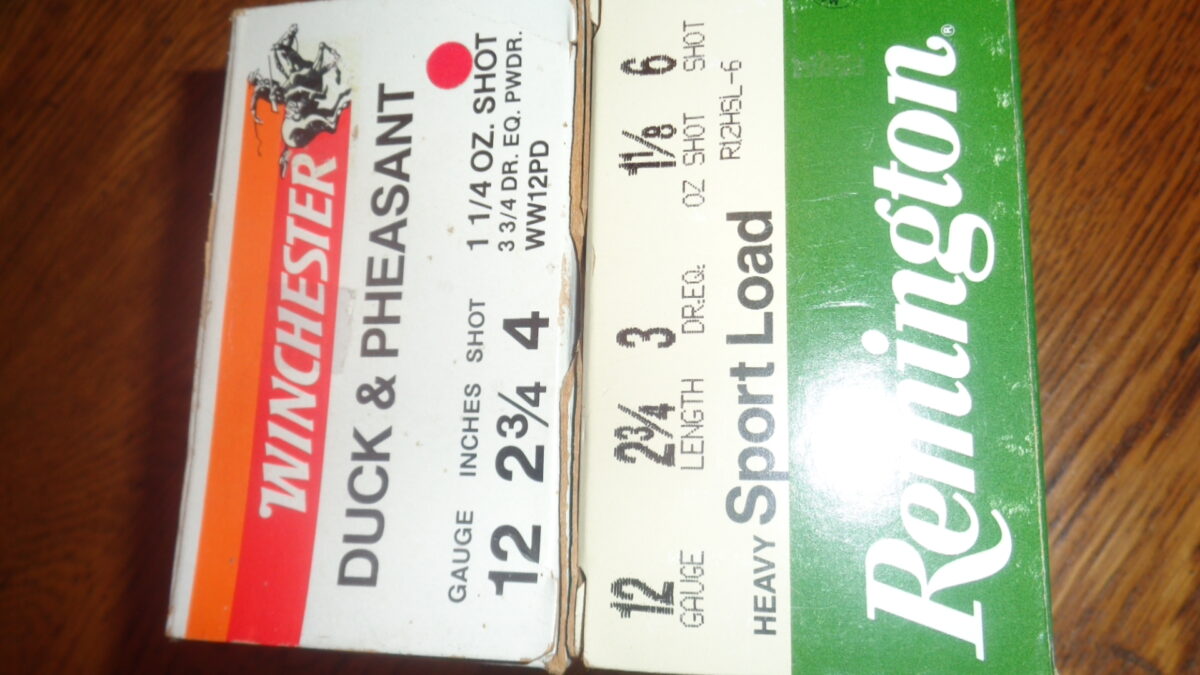 WINCHESTER
DUCK & PHEASANT
GAUGE INCHES SHOT
12 2¾ 4
1 1/4 OZ. SHOT
3 3/4 DR. EQ. PWDR.
WW12PD
12 2¾ 3 1⅛ 6
GAUGE LENGTH DR.EQ. OZ SHOT SHOT
R12HSL-6
HEAVY Sport Load
Remington®